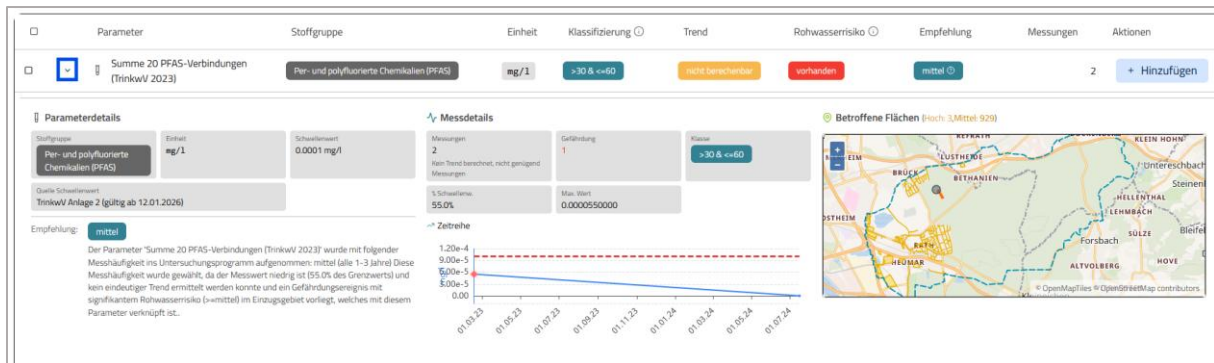 Parameter Stoffgruppe Einheit Klassifizierung Trend Rohwasserrisiko Empfehlung Messungen Aktionen
Summe 20 PFAS-Verbindungen
(TrinkwV 2023)
Per- und polyfluorierte Chemikalien (PFAS)
mg/1
>30 & <=60
nicht berechenbar
vorhanden
mittel
2
+ Hinzufügen
Parameterdetails
Stoffgruppe
Per- und polyfluorierte
Chemikalien (PFAS)
Einheit
mg/1
Schwellenwert
0.0001 mg/l
Quelle Schwellenwert
TrinkwV Anlage 2 (gültig ab 12.01.2026)
Empfehlung:
mittel
Der Parameter 'Summe 20 PFAS-Verbindungen (TrinkwV 2023)' wurde mit folgender
Messhäufigkeit ins Untersuchungsprogramm aufgenommen: mittel (alle 1-3 Jahre) Diese
Messhäufigkeit wurde gewählt, da der Messwert niedrig ist (55.0% des Grenzwerts) und
kein eindeutiger Trend ermittelt werden konnte und ein Gefährdungsereignis mit
signifikantem Rohwasserrisiko (>=mittel) im Einzugsgebiet vorliegt, welches mit diesem
Parameter verknüpft ist..
Messdetails
Messungen
2
Kein Trend berechnet, nicht genügend
Messungen
Gefährdung
1
Klasse
>30 & <=60
% Schwellenw.
55.0%
Max. Wert
0.0000550000
Zeitreihe
1.20e-4
9.00e-5
6.00e-5
3.00e-5
0.00
01.03.23
01.05.23
01.07.23
01.09.23
01.11.23
01.01.24
01.03.24
01.05.24
01.07.24
Betroffene Flächen (Hoch: 3,Mittel: 929)
+
−
REFRATH
KLEIN HOHN
EIM
LUSTHEIDE
BRÜCK
BETHANIEN
Untereschbach
Steinen
HELLENTHAL
LEHMBACH
OSTHEIM
SÜLZE
Bleife
Forsbach
RATH
HEUMAR
HOVE
ALTVOLBERG
© OpenMapTiles © OpenStreetMap contributors